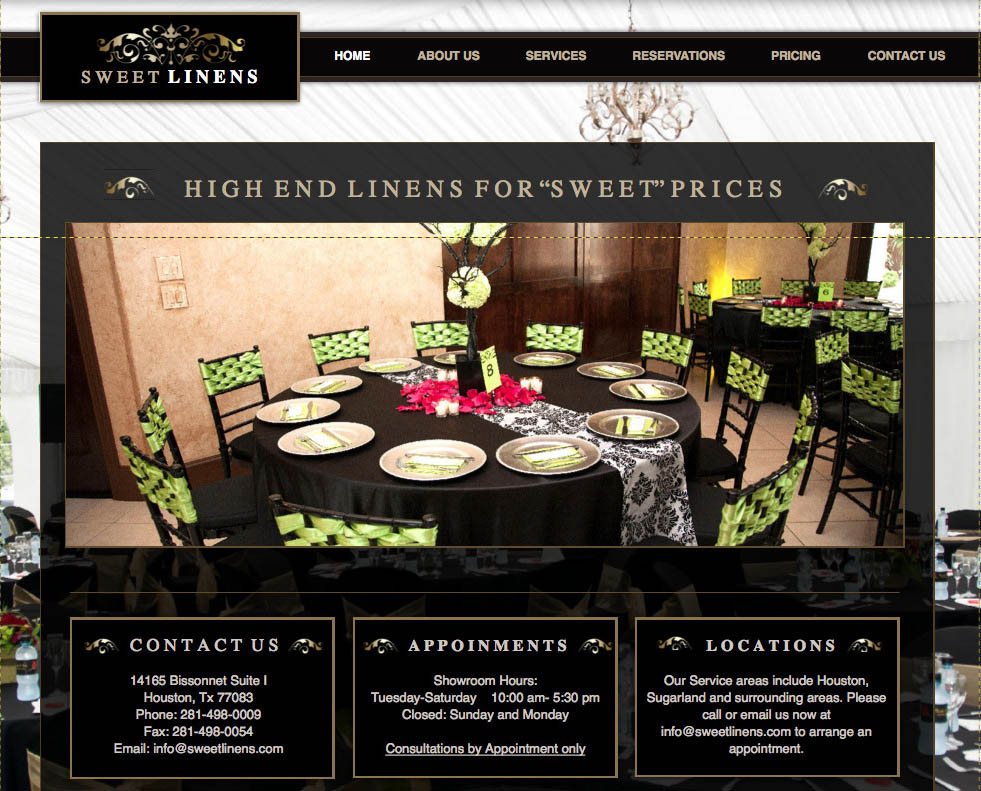 SWEET LINENS
HOME ABOUT US SERVICES RESERVATIONS PRICING CONTACT US
HIGH END LINENS FOR “SWEET” PRICES
8
6
CONTACT US
14165 Bissonnet Suite I
Houston, Tx 77083
Phone: 281-498-0009
Fax: 281-498-0054
Email: info@sweetlinens.com
APPOINMENTS
Showroom Hours:
Tuesday-Saturday 10:00 am- 5:30 pm
Closed: Sunday and Monday
Consultations by Appointment only
LOCATIONS
Our Service areas include Houston,
Sugarland and surrounding areas. Please
call or email us now at
info@sweetlinens.com to arrange an
appointment.